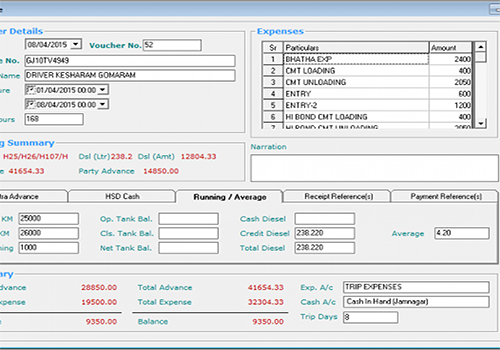 er Details
08/04/2015 Voucher No. 52
e No. GJ10TV4949
Name DRIVER KESHARAM GOMARAM
ure 01/04/2015 00:00
08/04/2015 00:00
ours 168
Expenses
Sr Particulars Amount
1 BHATHA EXP 2400
2 CMT LOADING 400
3 CMT UNLOADING 2050
4 ENTRY 600
5 ENTRY-2 1200
6 HI BOND CMT LOADING 400
7 HI BOND CMT UNLOADING 2050
ng Summary
H25/H26/H107/H Dsl (Ltr) 238.2 Dsl (Amt) 12804.33
e 41654.33 Party Advance 14850.00
Narration
tra Advance HSD Cash Running / Average Receipt Reference(s) Payment Reference(s)
KM 25000 Op. Tank Bal. Cash Diesel
KM 26000 Cls. Tank Bal. Credit Diesel 238.220 Average 4.20
ning 1000 Net Tank Bal. Total Diesel 238.220
ary
vance 28850.00 Total Advance 41654.33 Exp. A/c TRIP EXPENSES
xpense 19500.00 Total Expense 32304.33 Cash A/c Cash In Hand (Jamnagar)
9350.00 Balance 9350.00 Trip Days 8